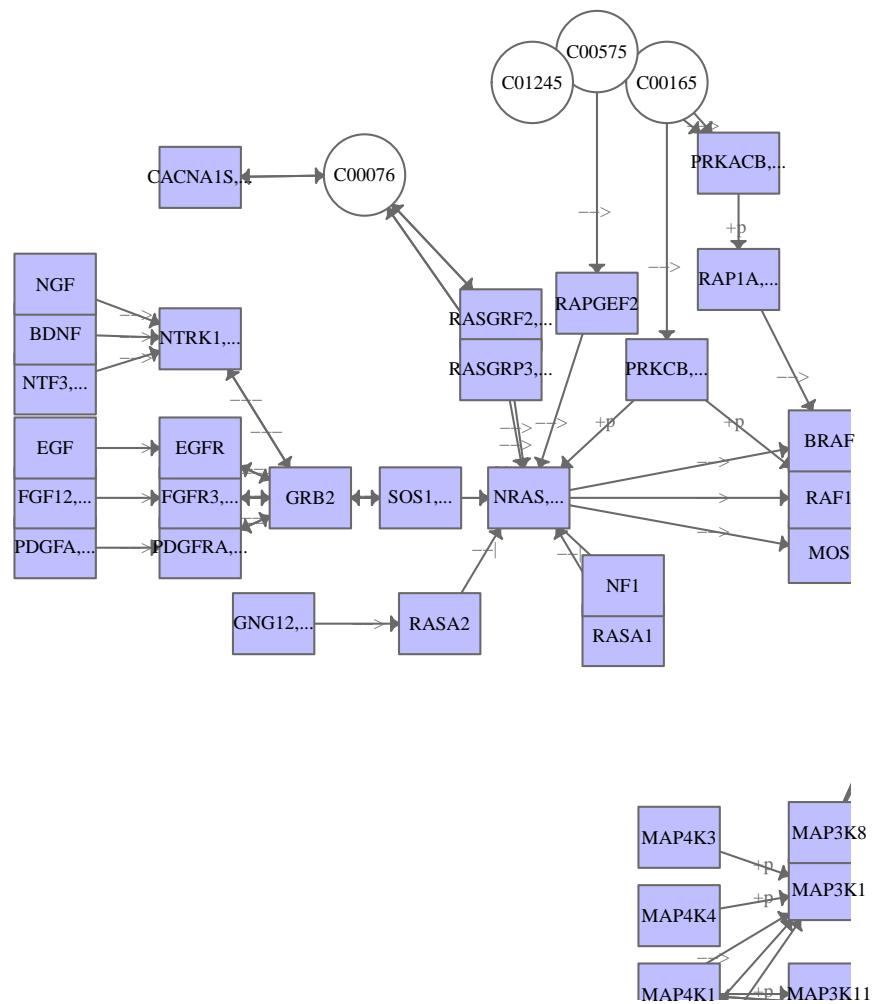 C00575
C01245
C00165
-->
PRKACB,...
CACNA1S,...
C00076
-->
+p
-->
NGF
RAPGEF2
RAP1A,...
-->
RASGRF2,...
BDNF
-->
NTRK1,...
RASGRP3,...
PRKCB,...
-->
NTF3,...
-->
---
-->
-->
-->
+p
+p
---
EGF
-->
EGFR
BRAF
---
-->
FGF12,...
-->
FGFR3,...
GRB2
SOS1,...
NRAS,...
-->
RAF1
---
-->
PDGFA,...
-->
PDGFRA,...
MOS
--|
--|
NF1
GNG12,...
-->
RASA2
RASA1
MAP4K3
MAP3K8
+p
MAP3K1
+p
MAP4K4
-->
MAP4K1
+p
MAP3K11